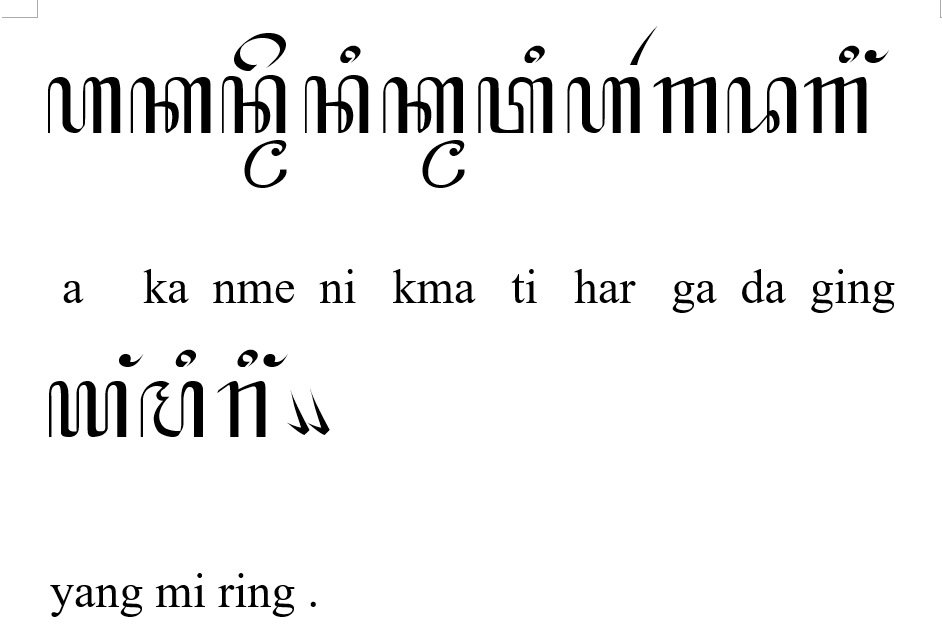 ꦲꦏꦤ꧀ꦩꦼꦤꦶꦏ꧀ꦩꦠꦶꦲꦂꦒꦢꦒꦶꦁ
a ka nme ni kma ti har ga da ging
ꦪꦁꦩꦶꦫꦶꦁ꧉
yang mi ring .